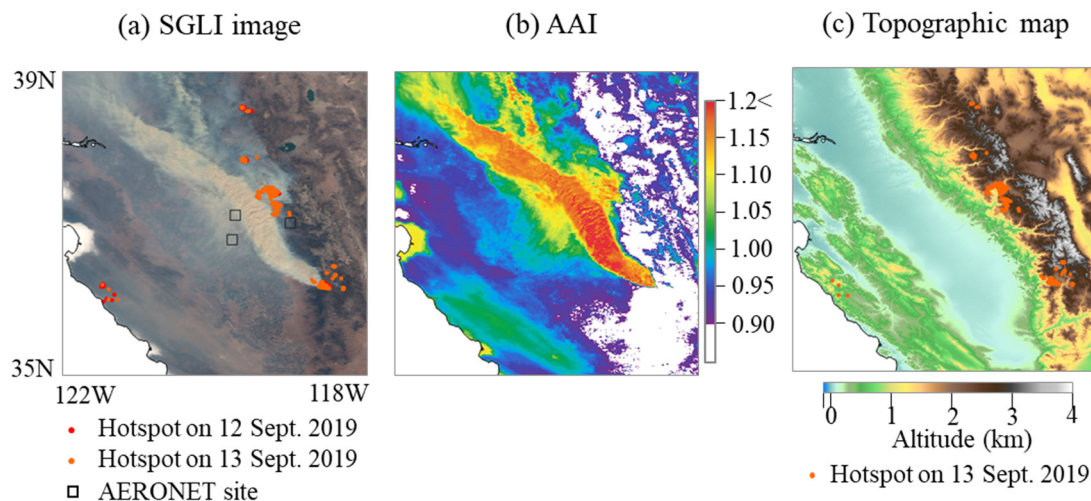 (a) SGLI image
(b) AAI
(c) Topographic map
39N
35N
122W
118W
Hotspot on 12 Sept. 2019
Hotspot on 13 Sept. 2019
AERONET site
1.2<
1.15
1.10
1.05
1.00
0.95
0.90
0 1 2 3 4
Altitude (km)
Hotspot on 13 Sept. 2019